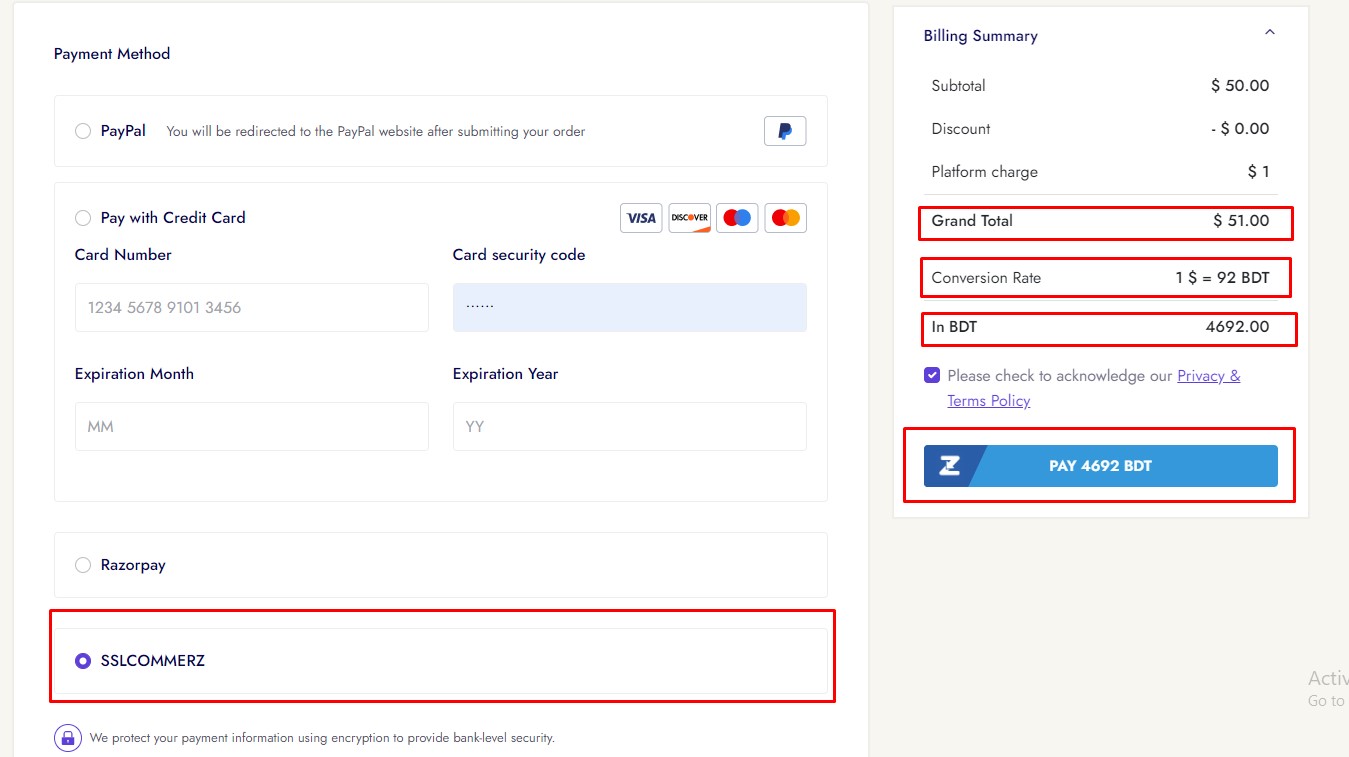 Payment Method
PayPal You will be redirected to the PayPal website after submitting your order
Pay with Credit Card VISA DISCOVER
Card Number Card security code
1234 5678 9101 3456 ······
Expiration Month Expiration Year
MM YY
Razorpay
SSLCOMMERZ
We protect your payment information using encryption to provide bank-level security.
Billing Summary
Subtotal $ 50.00
Discount - $ 0.00
Platform charge $ 1
Grand Total $ 51.00
Conversion Rate 1 $ = 92 BDT
In BDT 4692.00
Please check to acknowledge our Privacy &
Terms Policy
PAY 4692 BDT
Activ
Go to